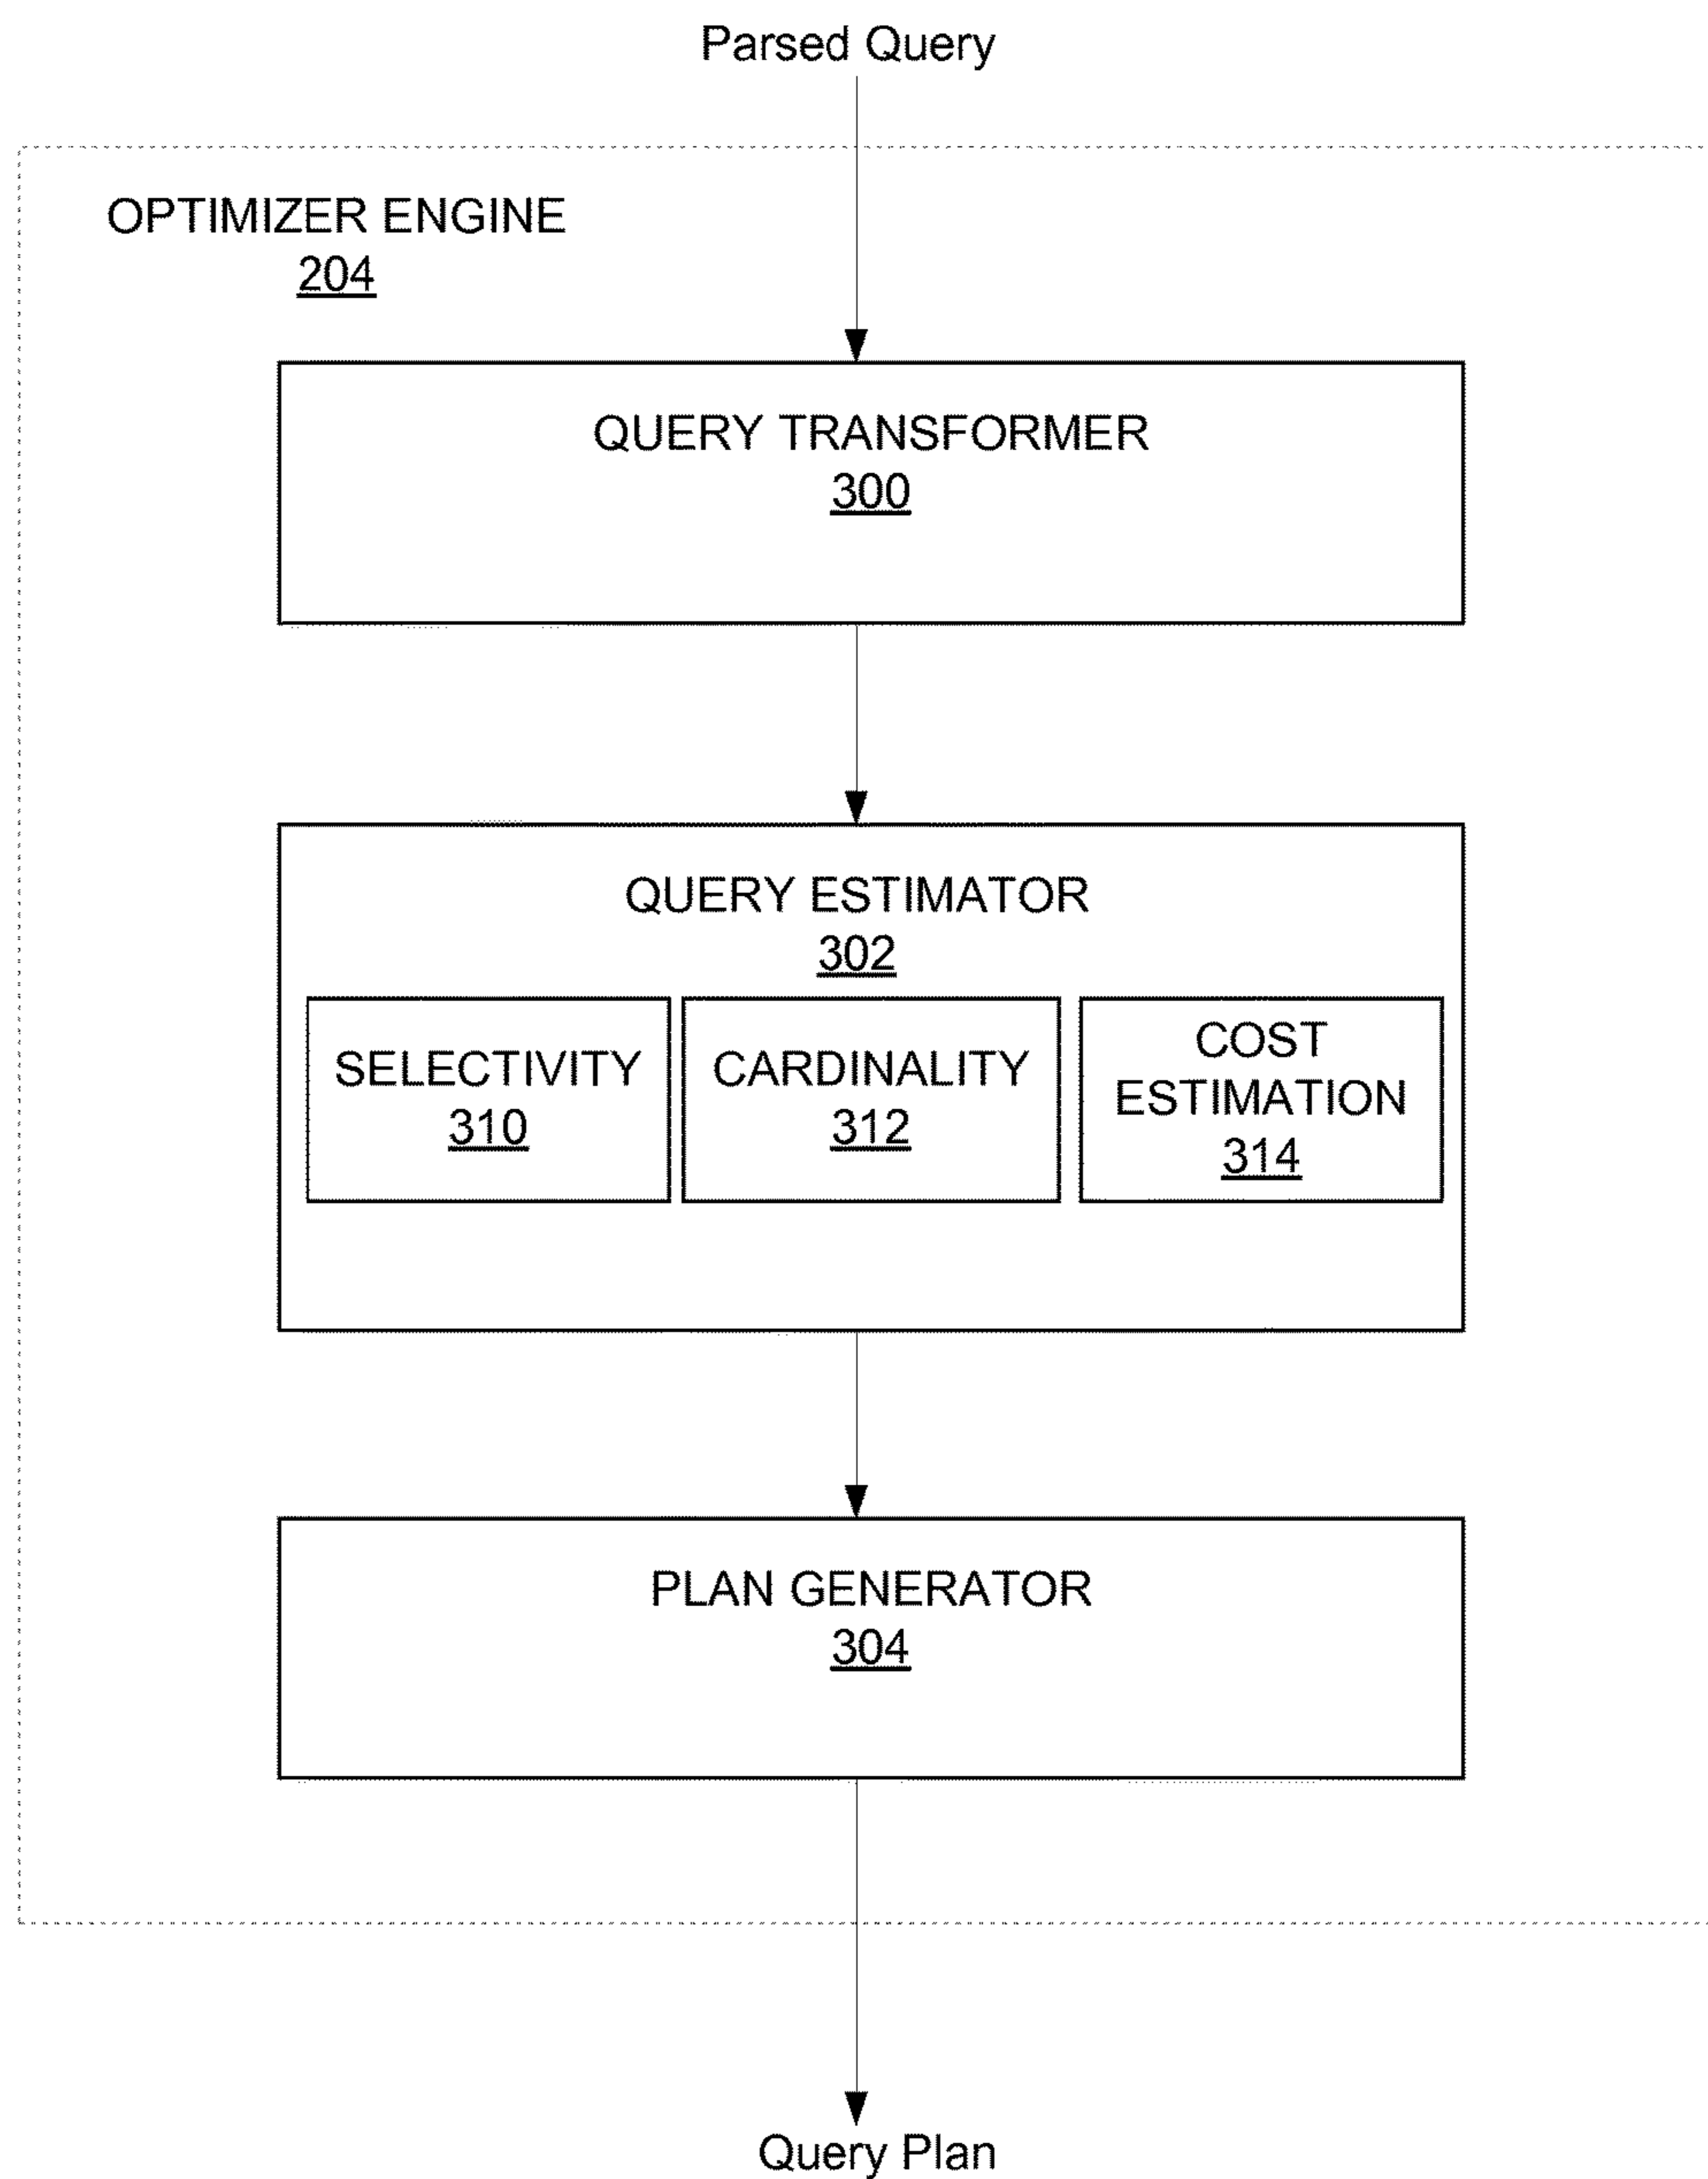 Parsed Query
OPTIMIZER ENGINE
204
QUERY TRANSFORMER
300
QUERY ESTIMATOR
302
SELECTIVITY
310
CARDINALITY
312
COST
ESTIMATION
314
PLAN GENERATOR
304
Query Plan